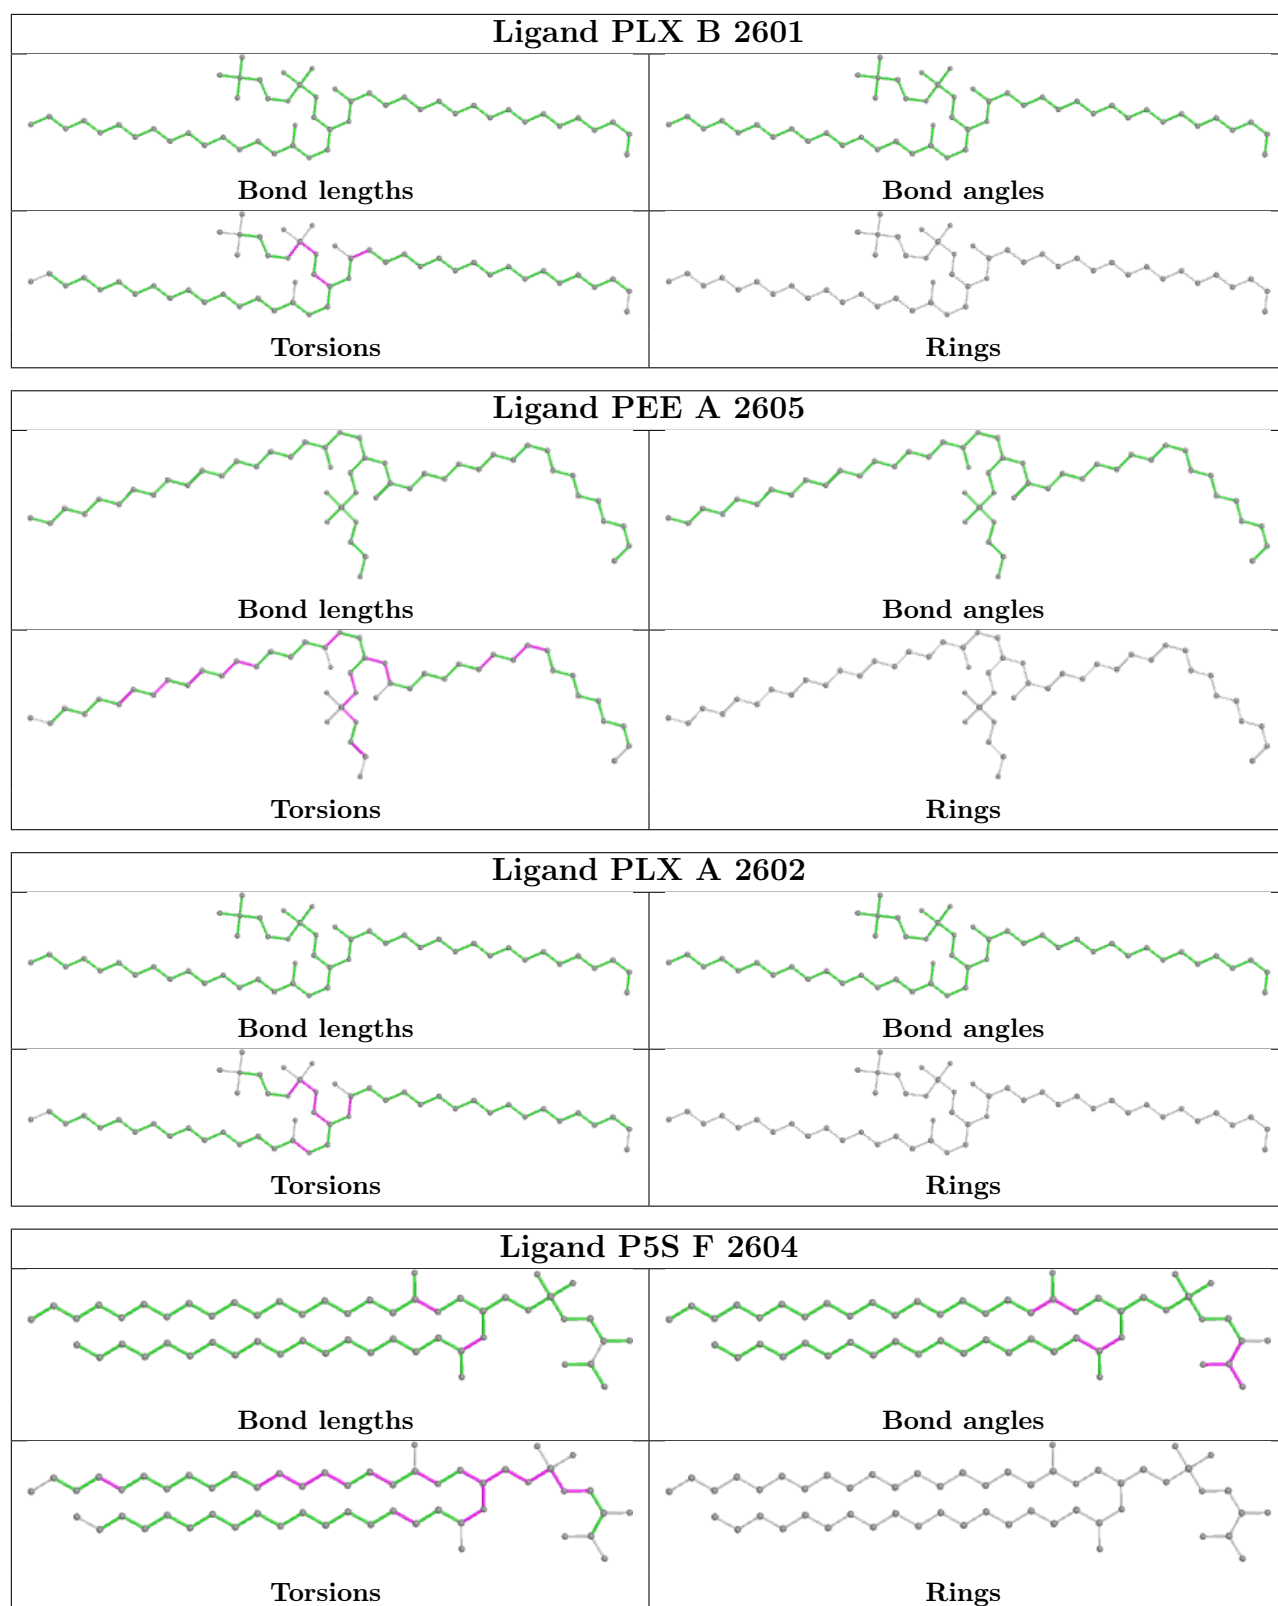 Ligand PLX B 2601
Bond lengths
Bond angles
Torsions
Rings
Ligand PEE A 2605
Bond lengths
Bond angles
Torsions
Rings
Ligand PLX A 2602
Bond lengths
Bond angles
Torsions
Rings
Ligand P5S F 2604
Bond lengths
Bond angles
Torsions
Rings